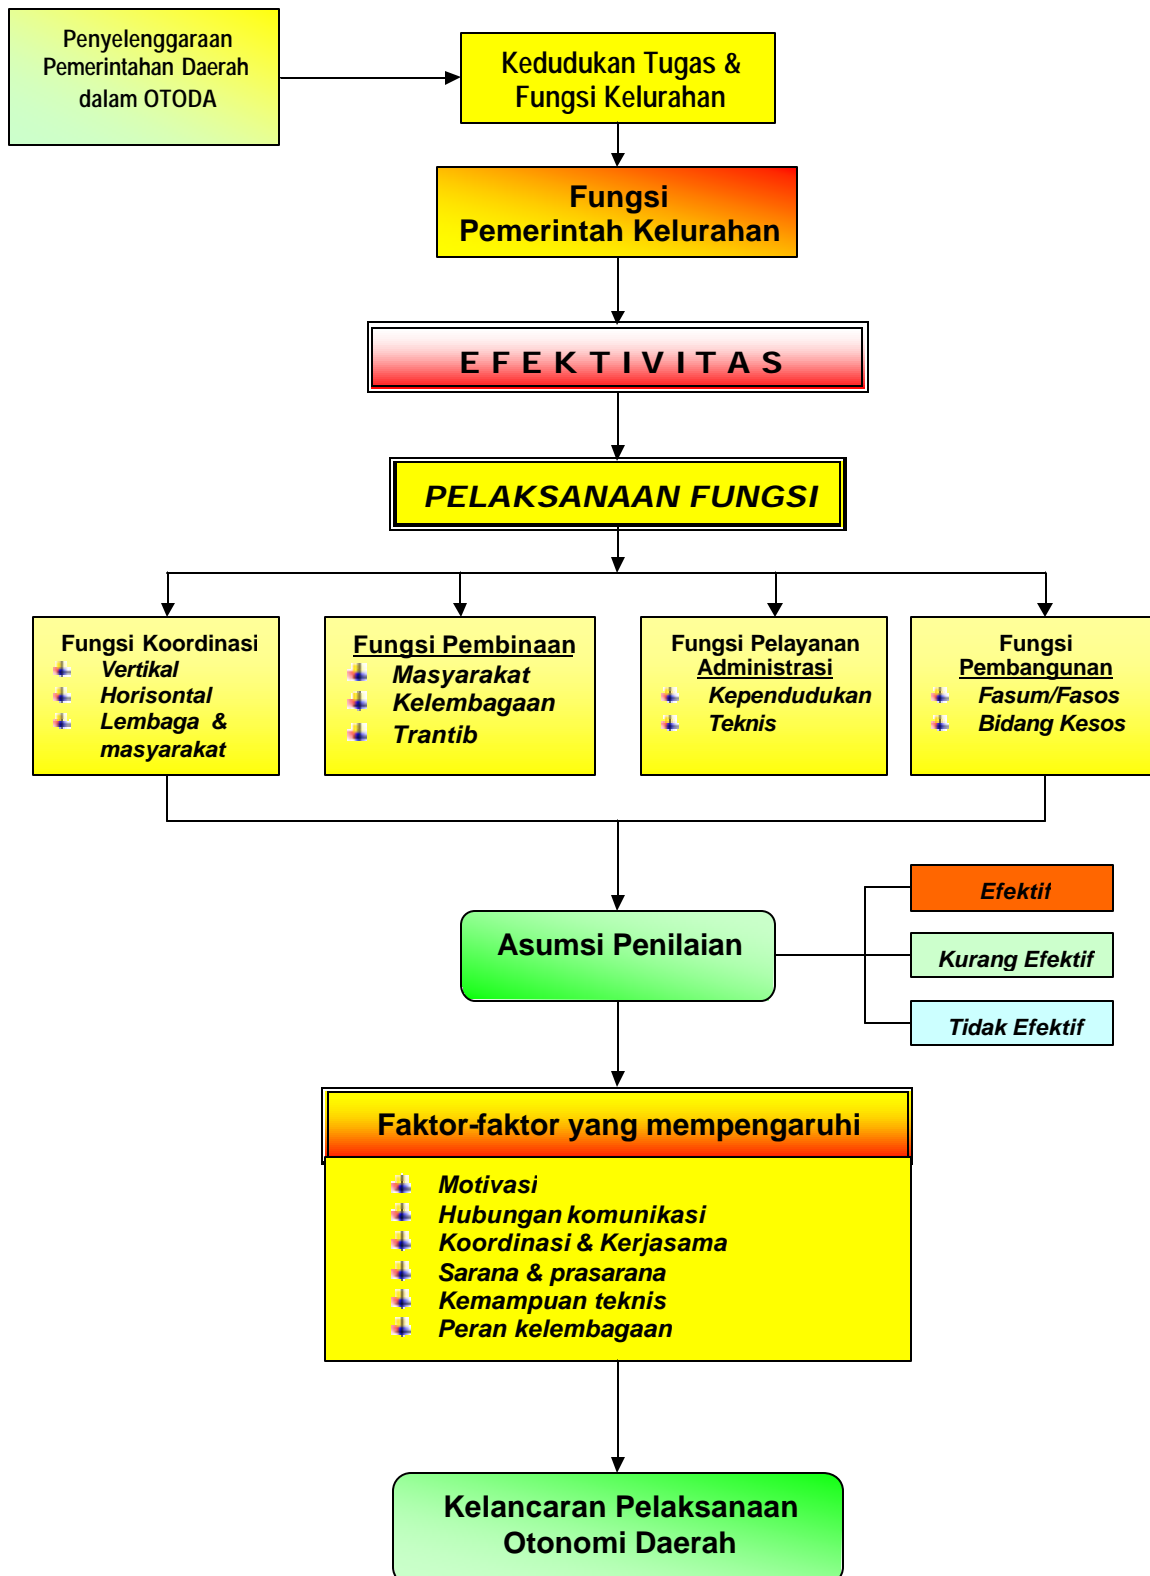 Penyelenggaraan
Pemerintahan Daerah
dalam OTODA
Kedudukan Tugas &
Fungsi Kelurahan
Fungsi
Pemerintah Kelurahan
E F E K T I V I T A S
PELAKSANAAN FUNGSI
Fungsi Koordinasi
Vertikal
Horisontal
Lembaga &
masyarakat
Fungsi Pembinaan
Masyarakat
Kelembagaan
Trantib
Fungsi Pelayanan
Administrasi
Kependudukan
Teknis
Fungsi
Pembangunan
Fasum/Fasos
Bidang Kesos
Asumsi Penilaian
Efektif
Kurang Efektif
Tidak Efektif
Faktor-faktor yang mempengaruhi
Motivasi
Hubungan komunikasi
Koordinasi & Kerjasama
Sarana & prasarana
Kemampuan teknis
Peran kelembagaan
Kelancaran Pelaksanaan
Otonomi Daerah